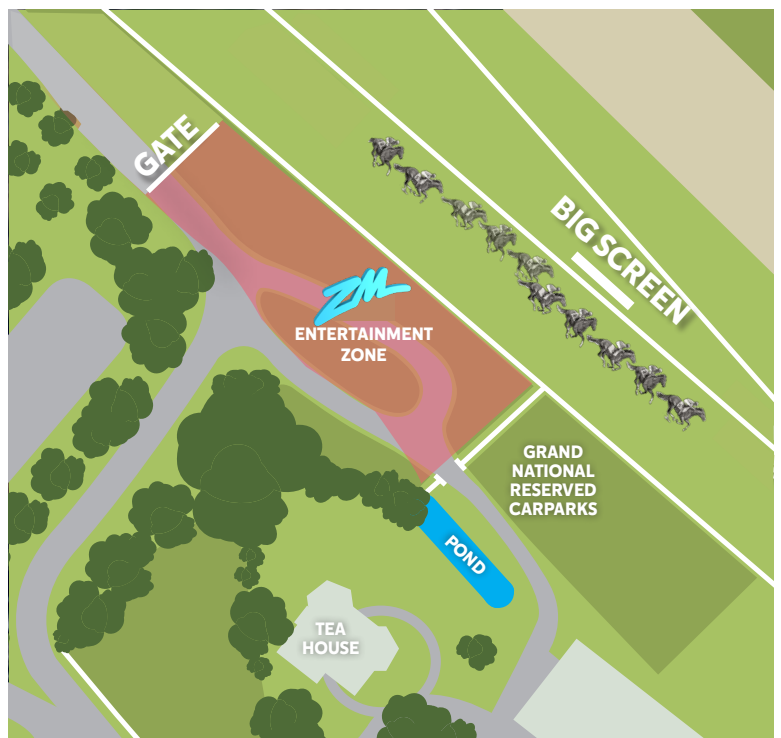 GATE
BIG SCREEN
ZM
ENTERTAINMENT
ZONE
GRAND
NATIONAL
RESERVED
CARPARKS
POND
TEA
HOUSE